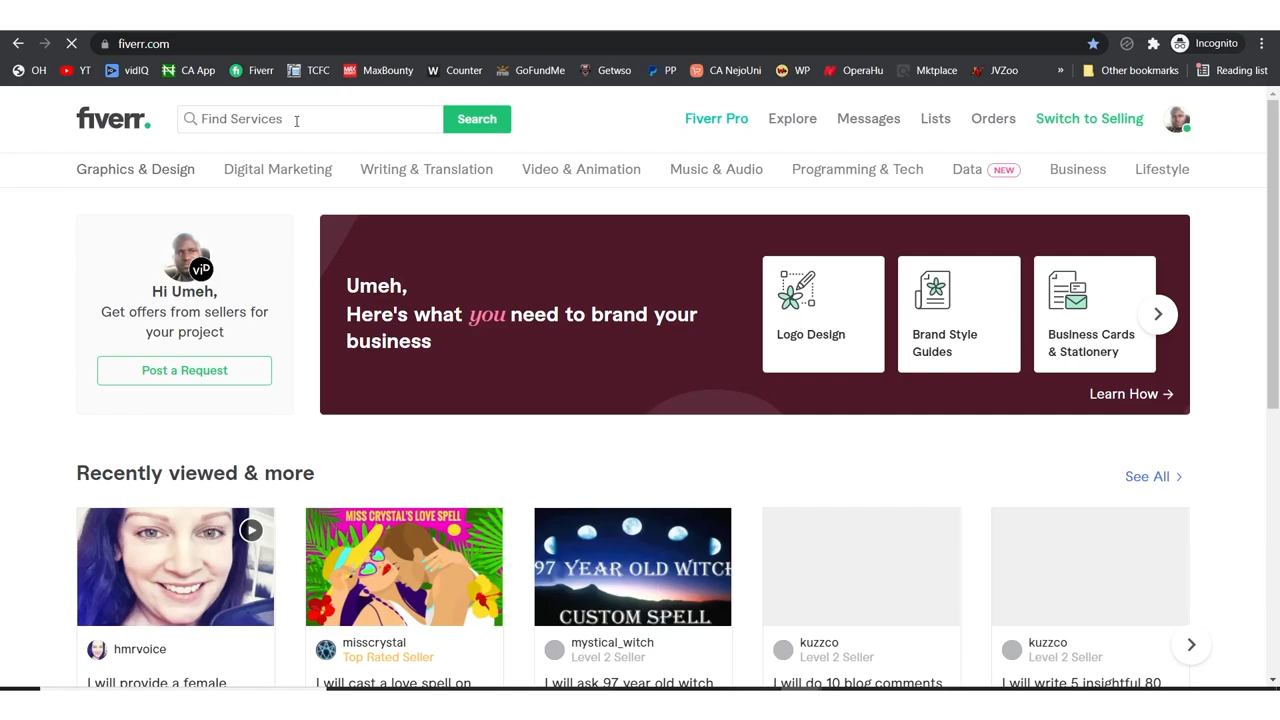 fiverr.com
Incognito
OH YT vidIQ CA App Fiverr TCFC MaxBounty Counter GoFundMe Getwso PP CA NejoUni WP OperaHu Mktplace JVZoo » Other bookmarks Reading list
fiverr. Find Services Search Fiverr Pro Explore Messages Lists Orders Switch to Selling
Graphics & Design Digital Marketing Writing & Translation Video & Animation Music & Audio Programming & Tech Data NEW Business Lifestyle
viD
Hi Umeh,
Get offers from sellers for
your project
Post a Request
Umeh,
Here's what you need to brand your
business
Logo Design
Brand Style
Guides
Business Cards
& Stationery
Learn How →
Recently viewed & more
See All >
MISS CRYSTAL'S LOVE SPELL
97 YEAR OLD WITCH
CUSTOM SPELL
hmrvoice
misscrystal
Top Rated Seller
mystical_witch
Level 2 Seller
kuzzco
Level 2 Seller
kuzzco
Level 2 Seller
I will provide a female
I will cast a love spell on
I will ask 97 year old witch
I will do 10 blog comments
I will write 5 insightful 80